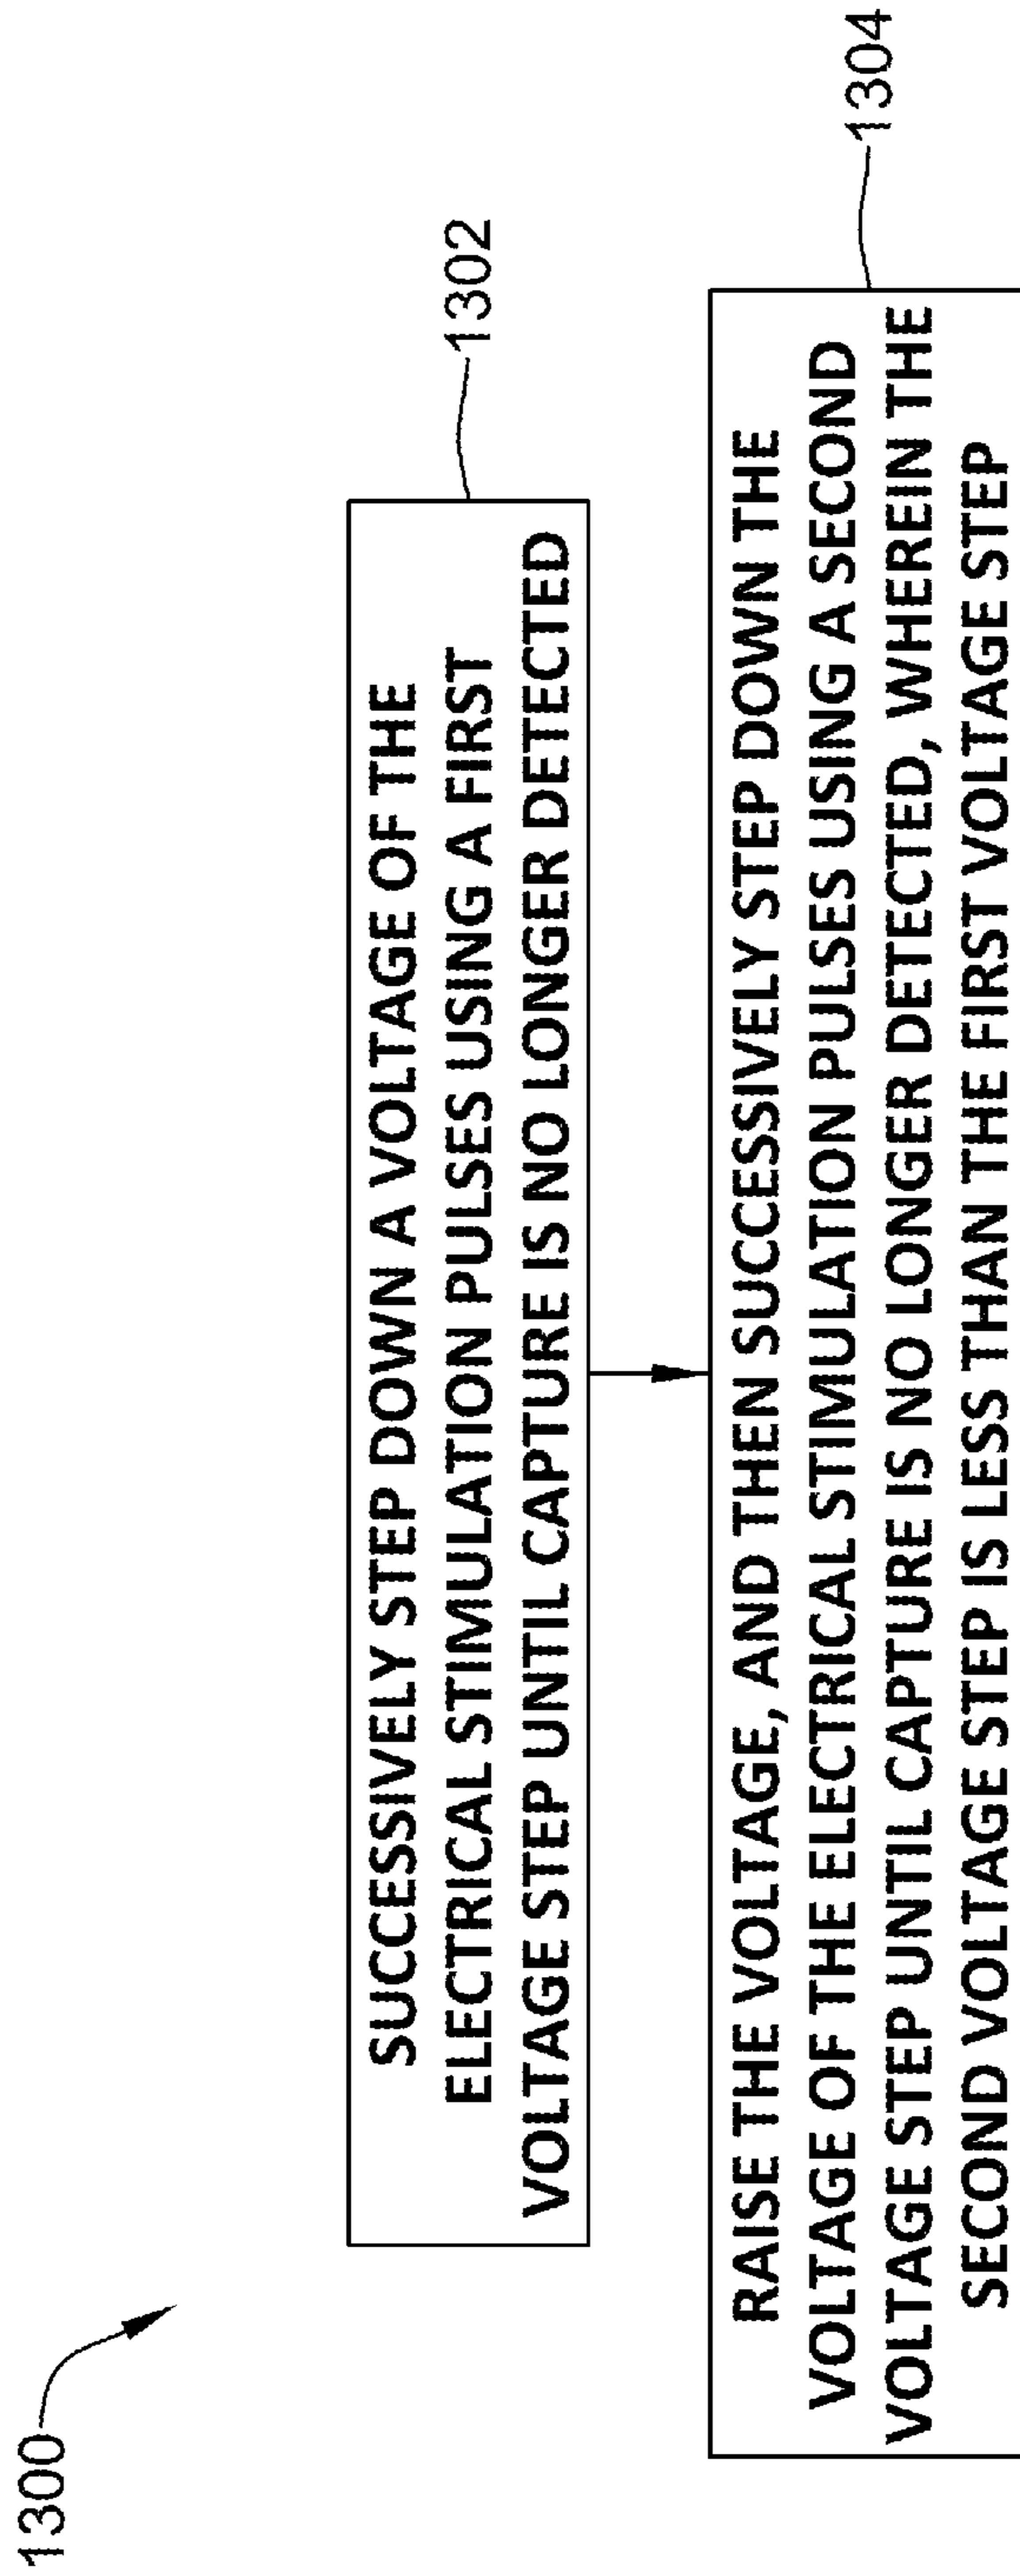 1300
SUCCESSIVELY STEP DOWN A VOLTAGE OF THE
ELECTRICAL STIMULATION PULSES USING A FIRST
VOLTAGE STEP UNTIL CAPTURE IS NO LONGER DETECTED
1302
RAISE THE VOLTAGE, AND THEN SUCCESSIVELY STEP DOWN THE
VOLTAGE OF THE ELECTRICAL STIMULATION PULSES USING A SECOND
VOLTAGE STEP UNTIL CAPTURE IS NO LONGER DETECTED, WHEREIN THE
SECOND VOLTAGE STEP IS LESS THAN THE FIRST VOLTAGE STEP
1304